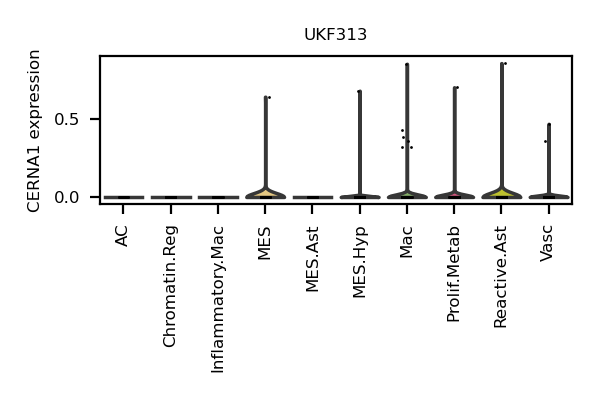 UKF313
CERNA1 expression
0.5
0.0
AC
Chromatin.Reg
Inflammatory.Mac
MES
MES.Ast
MES.Hyp
Mac
Prolif.Metab
Reactive.Ast
Vasc